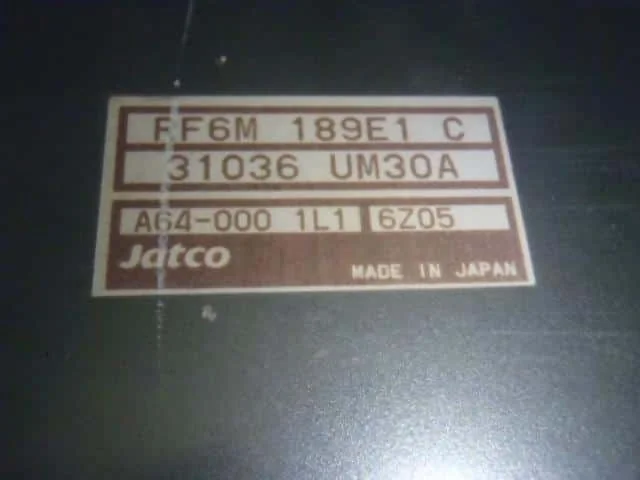 RF6M 189E1 C
31036 UM30A
A64-000 1L1 6Z05
Jatco
MADE IN JAPAN